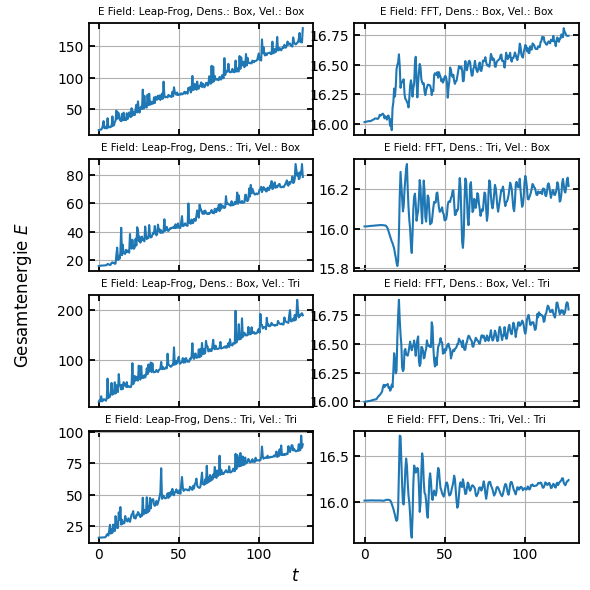 E Field: Leap-Frog, Dens.: Box, Vel.: Box
E Field: FFT, Dens.: Box, Vel.: Box
150
100
50
16.75
16.50
16.25
16.00
E Field: Leap-Frog, Dens.: Tri, Vel.: Box
E Field: FFT, Dens.: Tri, Vel.: Box
80
60
40
20
16.2
16.0
15.8
E Field: Leap-Frog, Dens.: Box, Vel.: Tri
E Field: FFT, Dens.: Box, Vel.: Tri
200
100
16.75
16.50
16.25
16.00
E Field: Leap-Frog, Dens.: Tri, Vel.: Tri
E Field: FFT, Dens.: Tri, Vel.: Tri
100
75
50
25
16.5
16.0
0 50 100
0 50 100
Gesamtenergie E
t